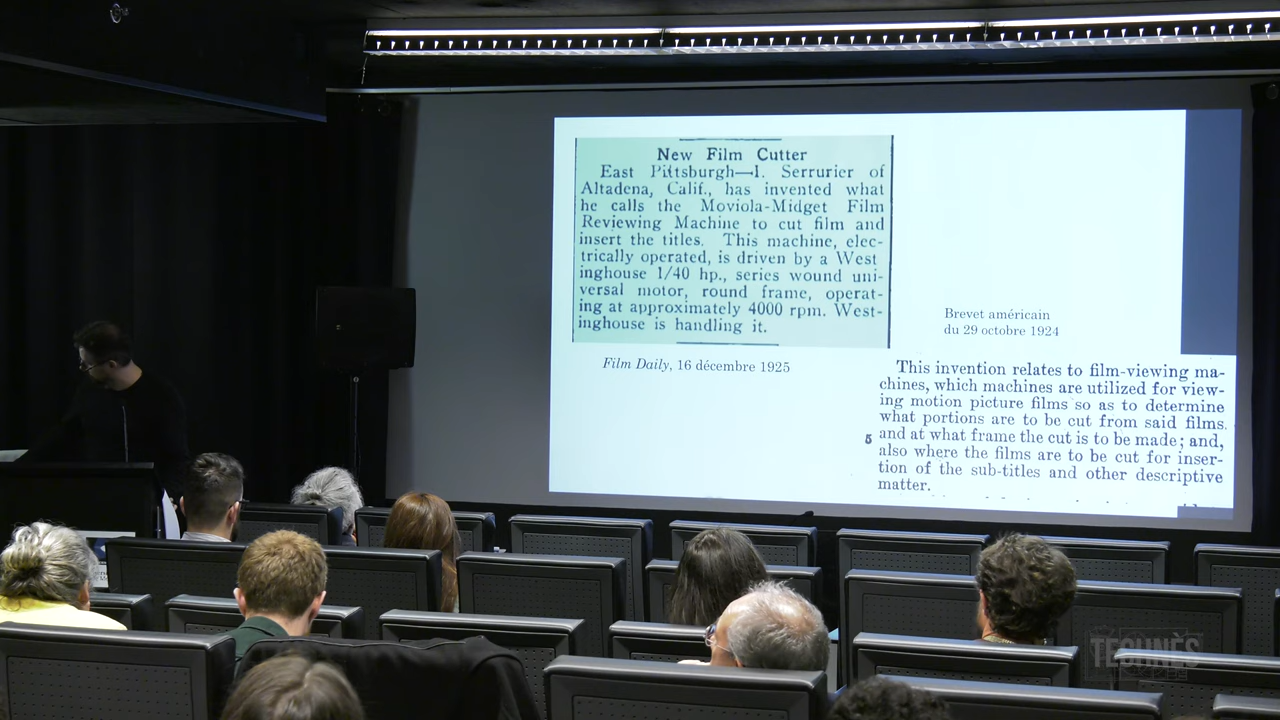 New Film Cutter
East Pittsburgh—I. Serrurier of
Altadena, Calif., has invented what
he calls the Moviola-Midget Film
Reviewing Machine to cut film and
insert the titles. This machine, elec-
trically operated, is driven by a West
inghouse 1/40 hp., series wound uni-
versal motor, round frame, operat-
ing at approximately 4000 rpm. West-
inghouse is handling it.
Film Daily, 16 décembre 1925
Brevet américain
du 29 octobre 1924
This invention relates to film-viewing ma-
chines, which machines are utilized for view-
ing motion picture films so as to determine
what portions are to be cut from said films.
5 and at what frame the cut is to be made; and,
also where the films are to be cut for inser-
tion of the sub-titles and other descriptive
matter.
TECHNÈS